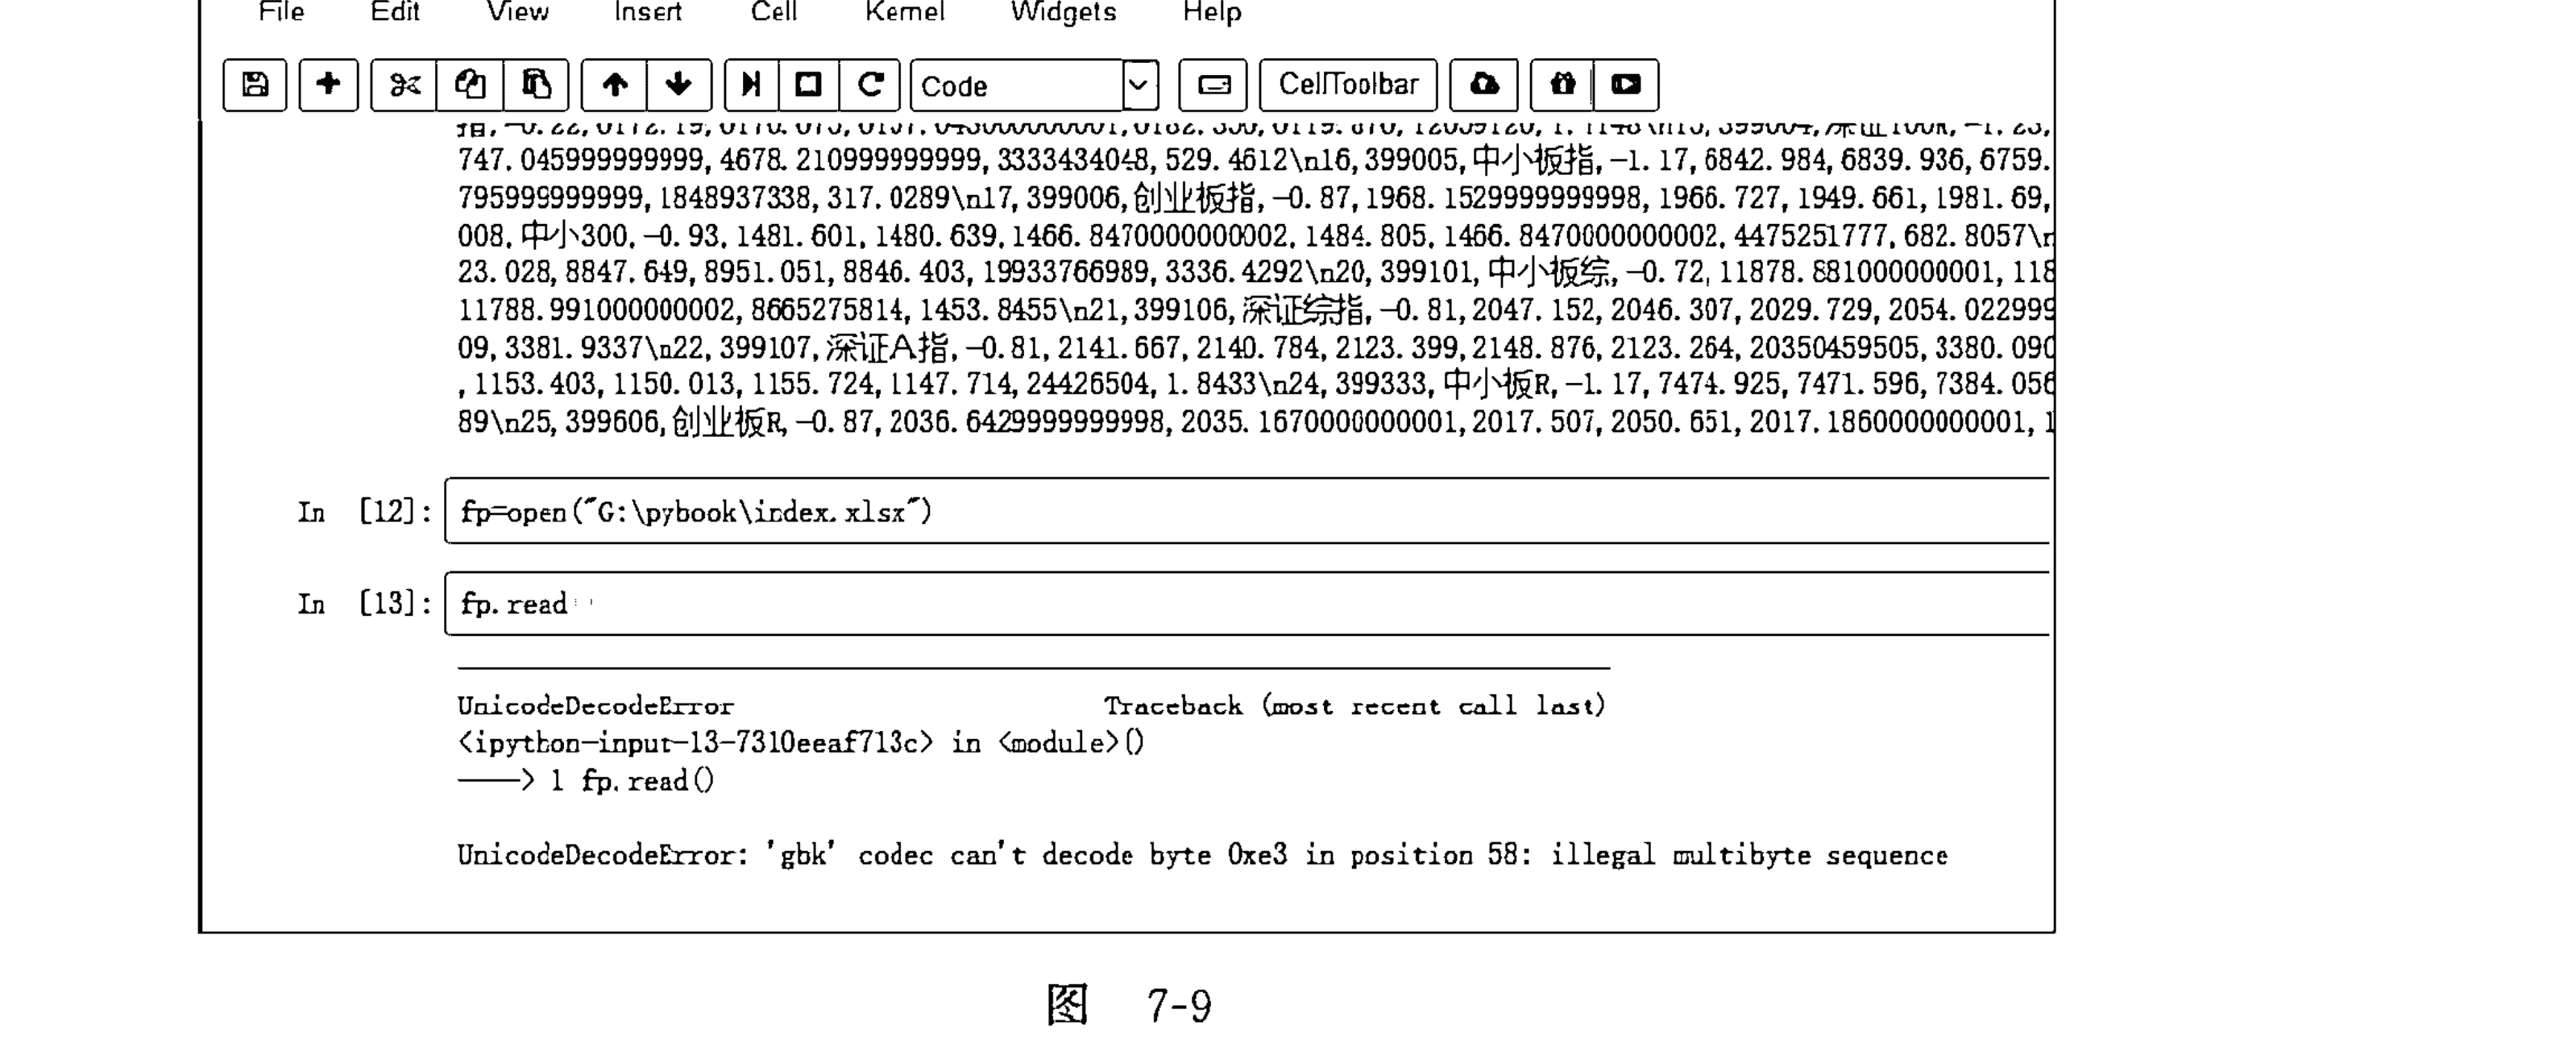 File Edit View Insert Cell Kernel Widgets Help
Code CellToolbar
747.045999999999, 4678.210999999999, 3333434048, 529.4612\n16, 399005, 中小板指, -1.17, 6842.984, 6839.936, 6759.
795999999999, 1848937338, 317.0289\n17, 399006, 创业板指, -0.87, 1968.1529999999998, 1966.727, 1949.661, 1981.69,
008, 中小300, -0.93, 1481.601, 1480.639, 1466.8470000000002, 1484.805, 1466.8470000000002, 4475251777, 682.8057\n
23.028, 8847.649, 8951.051, 8846.403, 19933766989, 3336.4292\n20, 399101, 中小板综, -0.72, 11878.881000000001, 118
11788.991000000002, 8665275814, 1453.8455\n21, 399106, 深证综指, -0.81, 2047.152, 2046.307, 2029.729, 2054.022999
09, 3381.9337\n22, 399107, 深证A指, -0.81, 2141.667, 2140.784, 2123.399, 2148.876, 2123.264, 20350459505, 3380.090
, 1153.403, 1150.013, 1155.724, 1147.714, 24426504, 1.8433\n24, 399333, 中小板R, -1.17, 7474.925, 7471.596, 7384.056
89\n25, 399606, 创业板R, -0.87, 2036.6429999999998, 2035.1670000000001, 2017.507, 2050.651, 2017.1860000000001, 1
In [12]: fp=open("G:\pybook\index.xlsx")
In [13]: fp.read
UnicodeDecodeError Traceback (most recent call last)
<ipython-input-13-7310eeaf713c> in <module>()
----> 1 fp.read()
UnicodeDecodeError: 'gbk' codec can't decode byte 0xe3 in position 58: illegal multibyte sequence
图 7-9